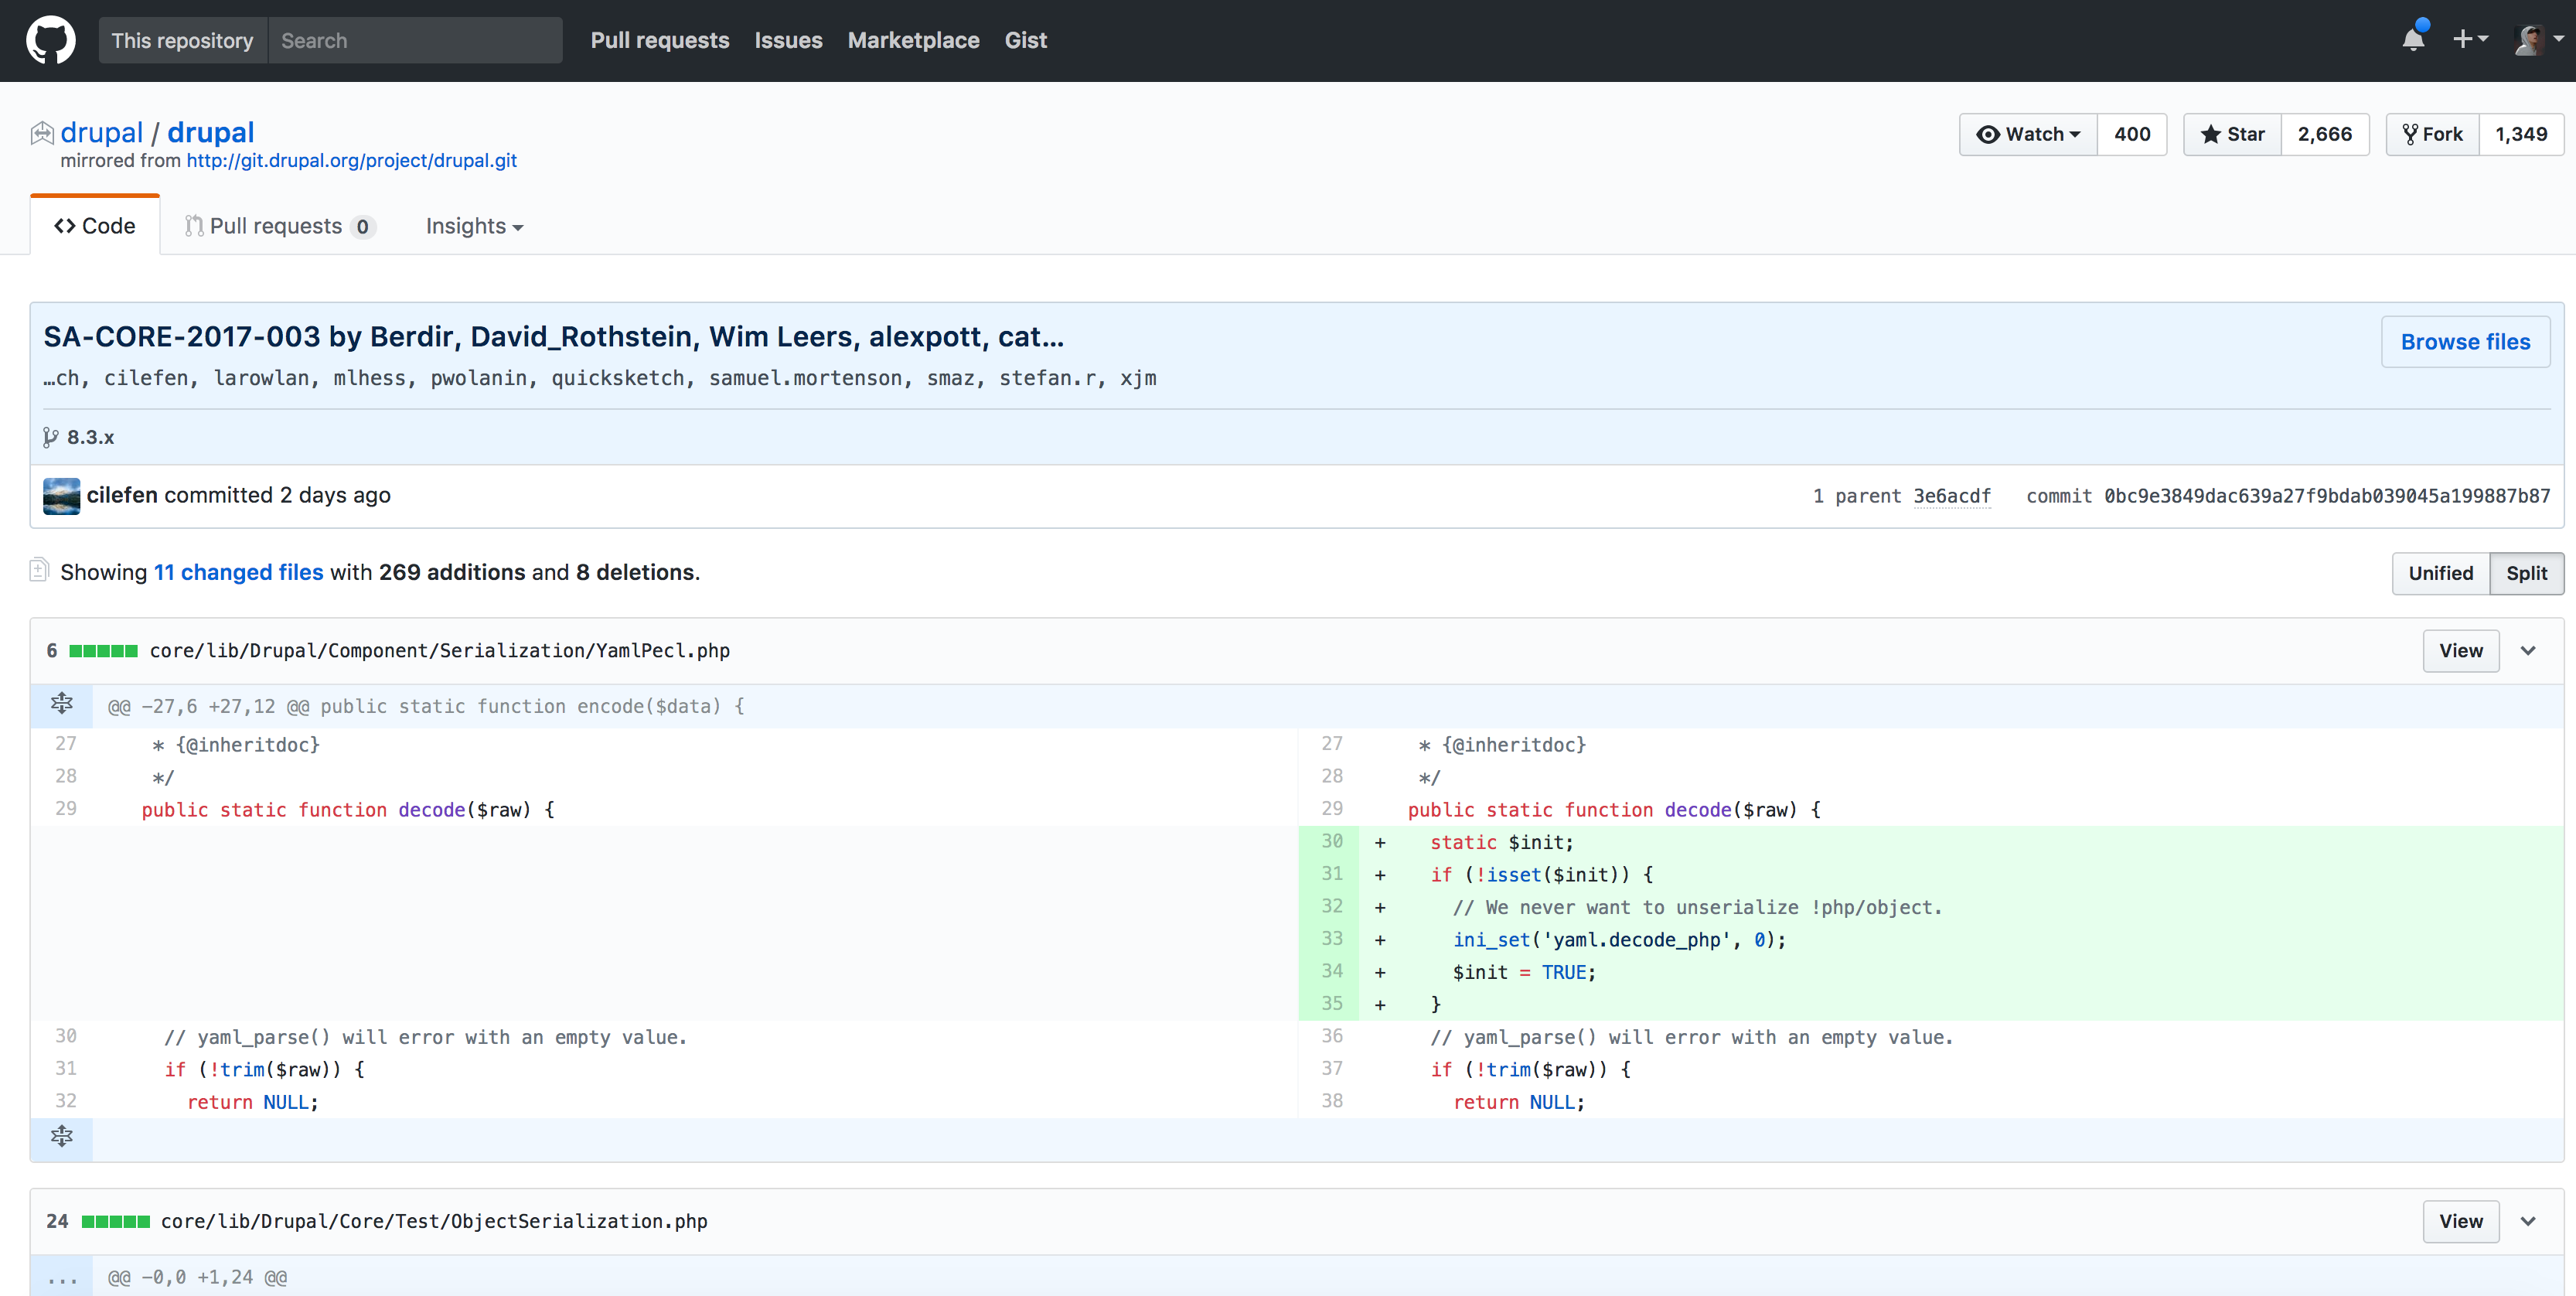 This repository Search Pull requests Issues Marketplace Gist
drupal / drupal
Watch 400 Star 2,666 Fork 1,349
mirrored from http://git.drupal.org/project/drupal.git
Code Pull requests 0 Insights
SA-CORE-2017-003 by Berdir, David_Rothstein, Wim Leers, alexpott, cat…
Browse files
…ch, cilefen, larowlan, mlhess, pwolanin, quicksketch, samuel.mortenson, smaz, stefan.r, xjm
8.3.x
cilefen committed 2 days ago 1 parent 3e6acdf commit 0bc9e3849dac639a27f9bdab039045a199887b87
Showing 11 changed files with 269 additions and 8 deletions. Unified Split
6 core/lib/Drupal/Component/Serialization/YamlPecl.php View
@@ -27,6 +27,12 @@ public static function encode($data) {
27 * {@inheritdoc} 27 * {@inheritdoc}
28 */ 28 */
29 public static function decode($raw) { 29 public static function decode($raw) {
30 + static $init;
31 + if (!isset($init)) {
32 + // We never want to unserialize !php/object.
33 + ini_set('yaml.decode_php', 0);
34 + $init = TRUE;
35 + }
30 // yaml_parse() will error with an empty value. 36 // yaml_parse() will error with an empty value.
31 if (!trim($raw)) { 37 if (!trim($raw)) {
32 return NULL; 38 return NULL;
24 core/lib/Drupal/Core/Test/ObjectSerialization.php View
... @@ -0,0 +1,24 @@